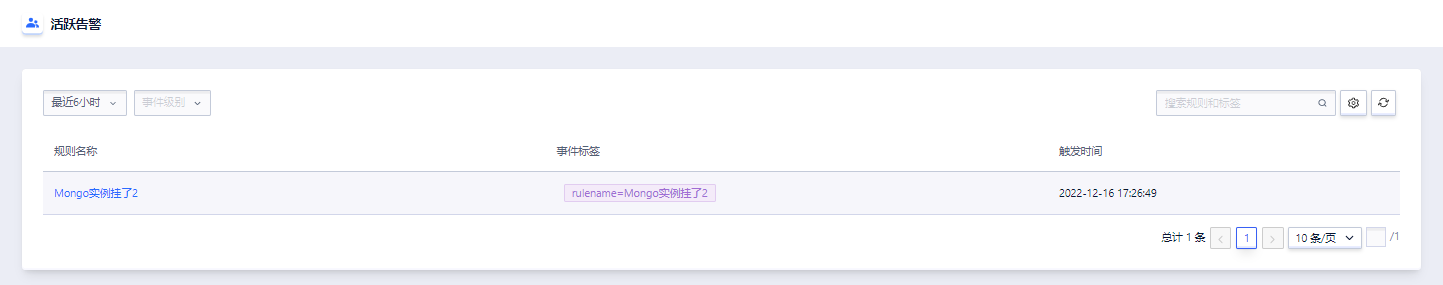 活跃告警
最近6小时 事件级别 搜索规则和标签
规则名称 事件标签 触发时间
Mongo实例挂了2 rulename=Mongo实例挂了2 2022-12-16 17:26:49
总计 1 条 1 10 条/页 /1